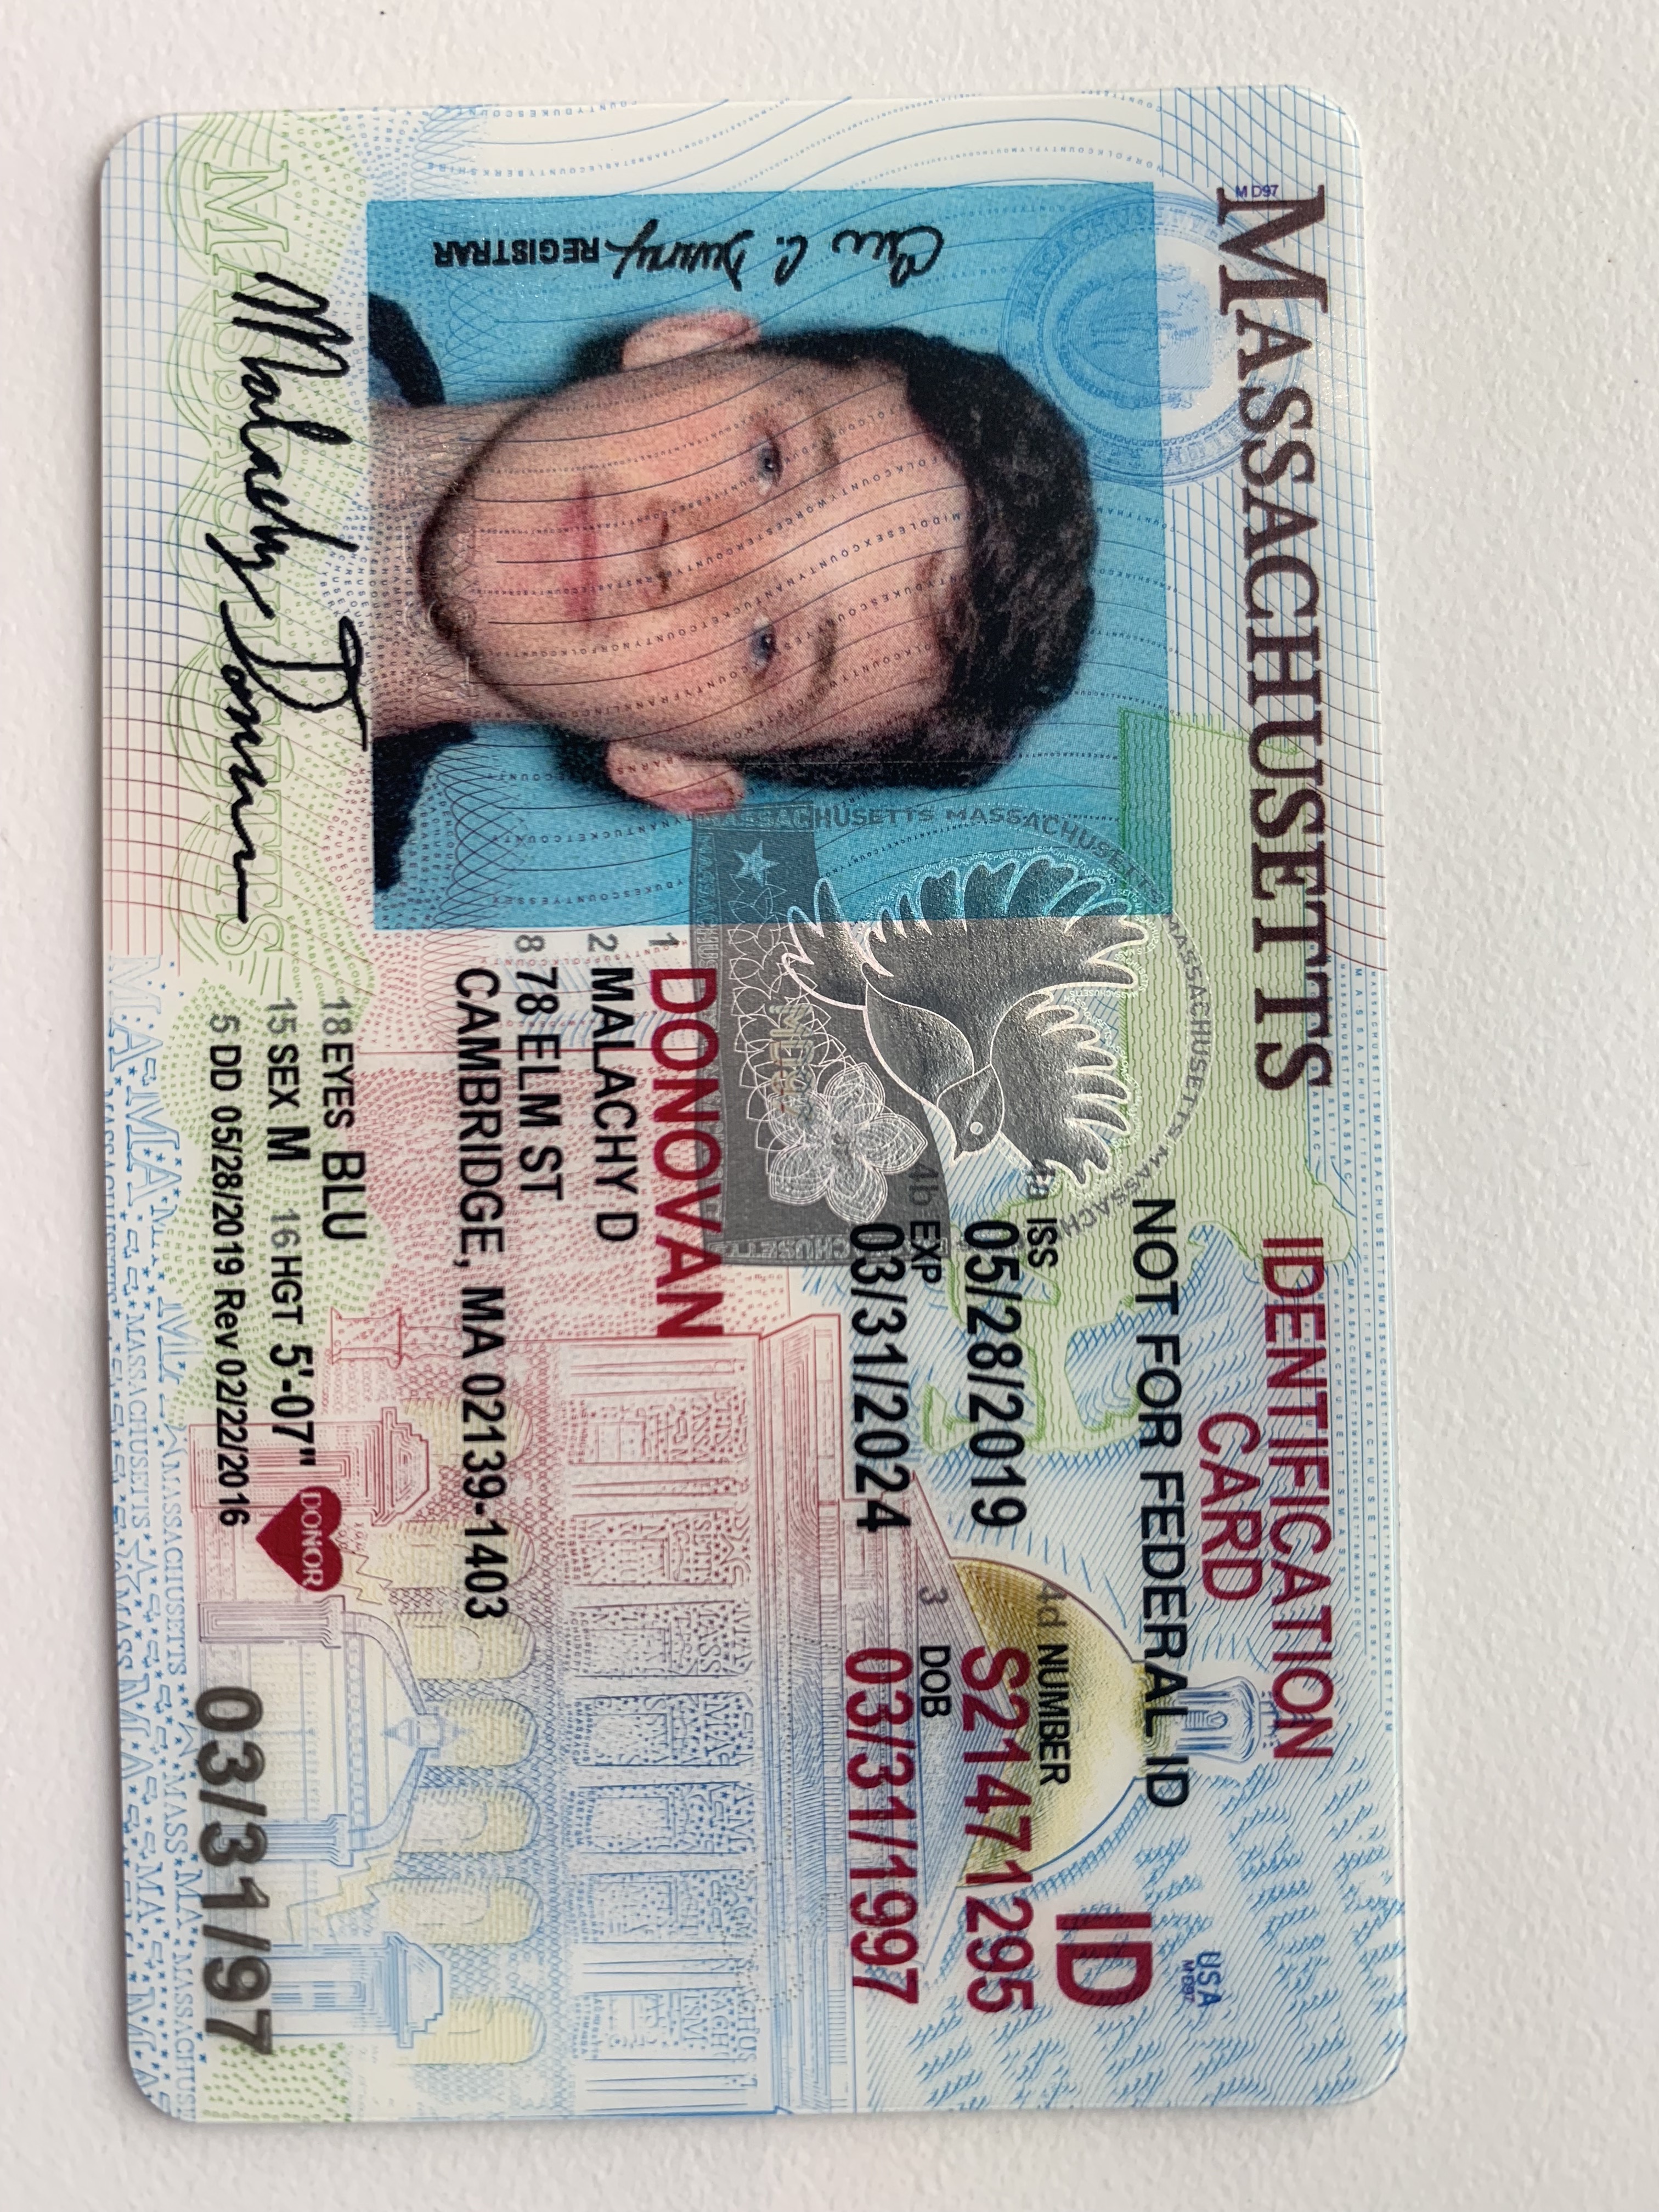 MASSACHUSETTS
IDENTIFICATION
CARD
NOT FOR FEDERAL ID
ID
USA
4a ISS
05/28/2019
4b EXP
03/31/2024
4d NUMBER
S21471295
3 DOB
03/31/1997
1 DONOVAN
2 MALACHY D
8 78 ELM ST
CAMBRIDGE, MA 02139-1403
18 EYES BLU
15 SEX M 16 HGT 5'-07"
DONOR
5 DD 05/28/2019 Rev 02/22/2016
03/31/97
REGISTRAR
Malachy Donovan